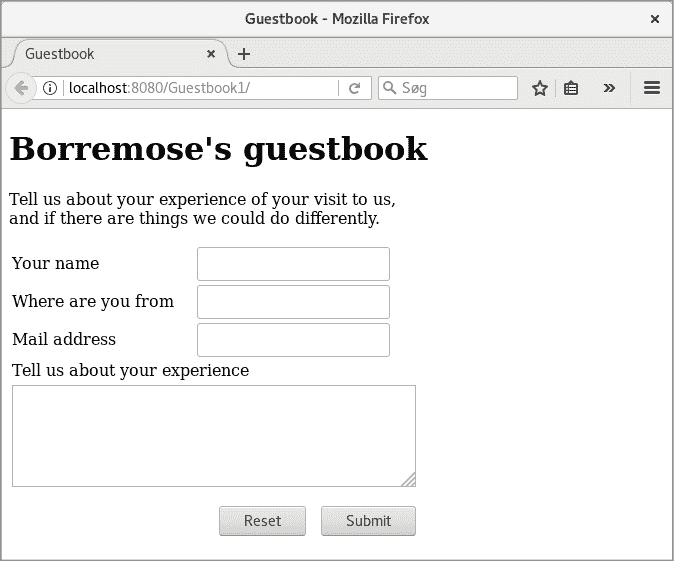 Guestbook - Mozilla Firefox
Guestbook
localhost:8080/Guestbook1/
Søg
Borremose's guestbook
Tell us about your experience of your visit to us,
and if there are things we could do differently.
Your name
Where are you from
Mail address
Tell us about your experience
Reset Submit